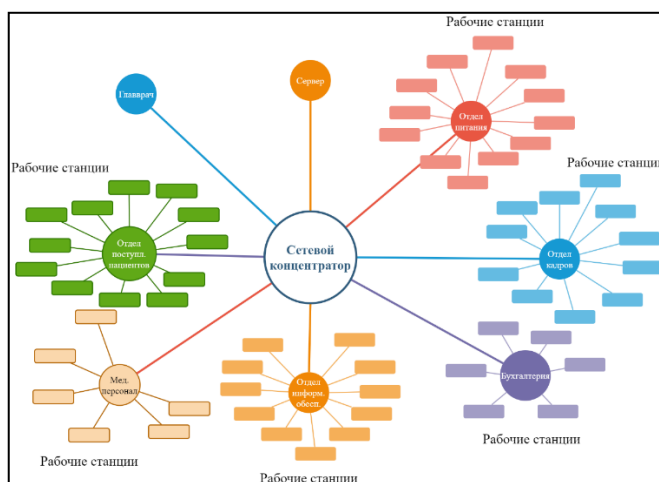 Рабочие станции
Главврач
Сервер
Отдел
питания
Рабочие станции
Рабочие станции
Отдел
поступл.
пациентов
Сетевой
концентратор
Отдел
кадров
Мед.
персонал
Отдел
информ.
обесп.
Бухгалтерия
Рабочие станции
Рабочие станции
Рабочие станции